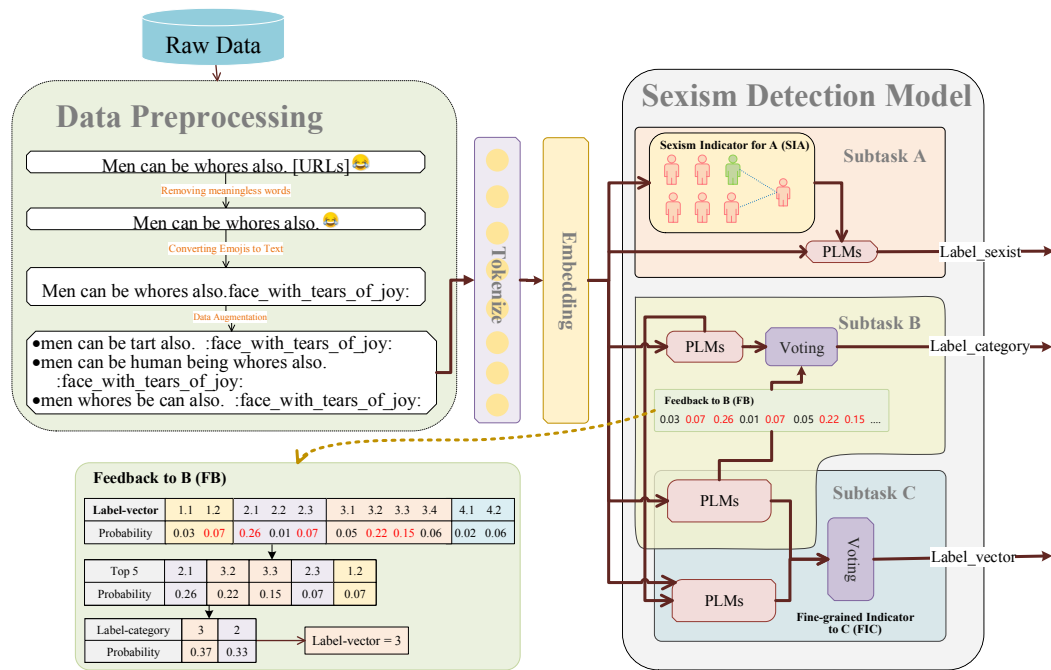 Raw Data
Data Preprocessing
Men can be whores also. [URLs]😂
Removing meaningless words
Men can be whores also. 😂
Converting Emojis to Text
Men can be whores also.face_with_tears_of_joy:
Data Augmentation
●men can be tart also. :face_with_tears_of_joy:
●men can be human being whores also.
:face_with_tears_of_joy:
●men whores be can also. :face_with_tears_of_joy:
Tokenize
Embedding
Sexism Detection Model
Sexism Indicator for A (SIA)
Subtask A
PLMs
Label_sexist
Subtask B
PLMs
Voting
Label_category
Feedback to B (FB)
0.03 0.07 0.26 0.01 0.07 0.05 0.22 0.15 ....
Subtask C
PLMs
Voting
Label_vector
PLMs
Fine-grained Indicator
to C (FIC)
Feedback to B (FB)
Label-vector 1.1 1.2 2.1 2.2 2.3 3.1 3.2 3.3 3.4 4.1 4.2
Probability 0.03 0.07 0.26 0.01 0.07 0.05 0.22 0.15 0.06 0.02 0.06
Top 5 2.1 3.2 3.3 2.3 1.2
Probability 0.26 0.22 0.15 0.07 0.07
Label-category 3 2
Probability 0.37 0.33
Label-vector = 3